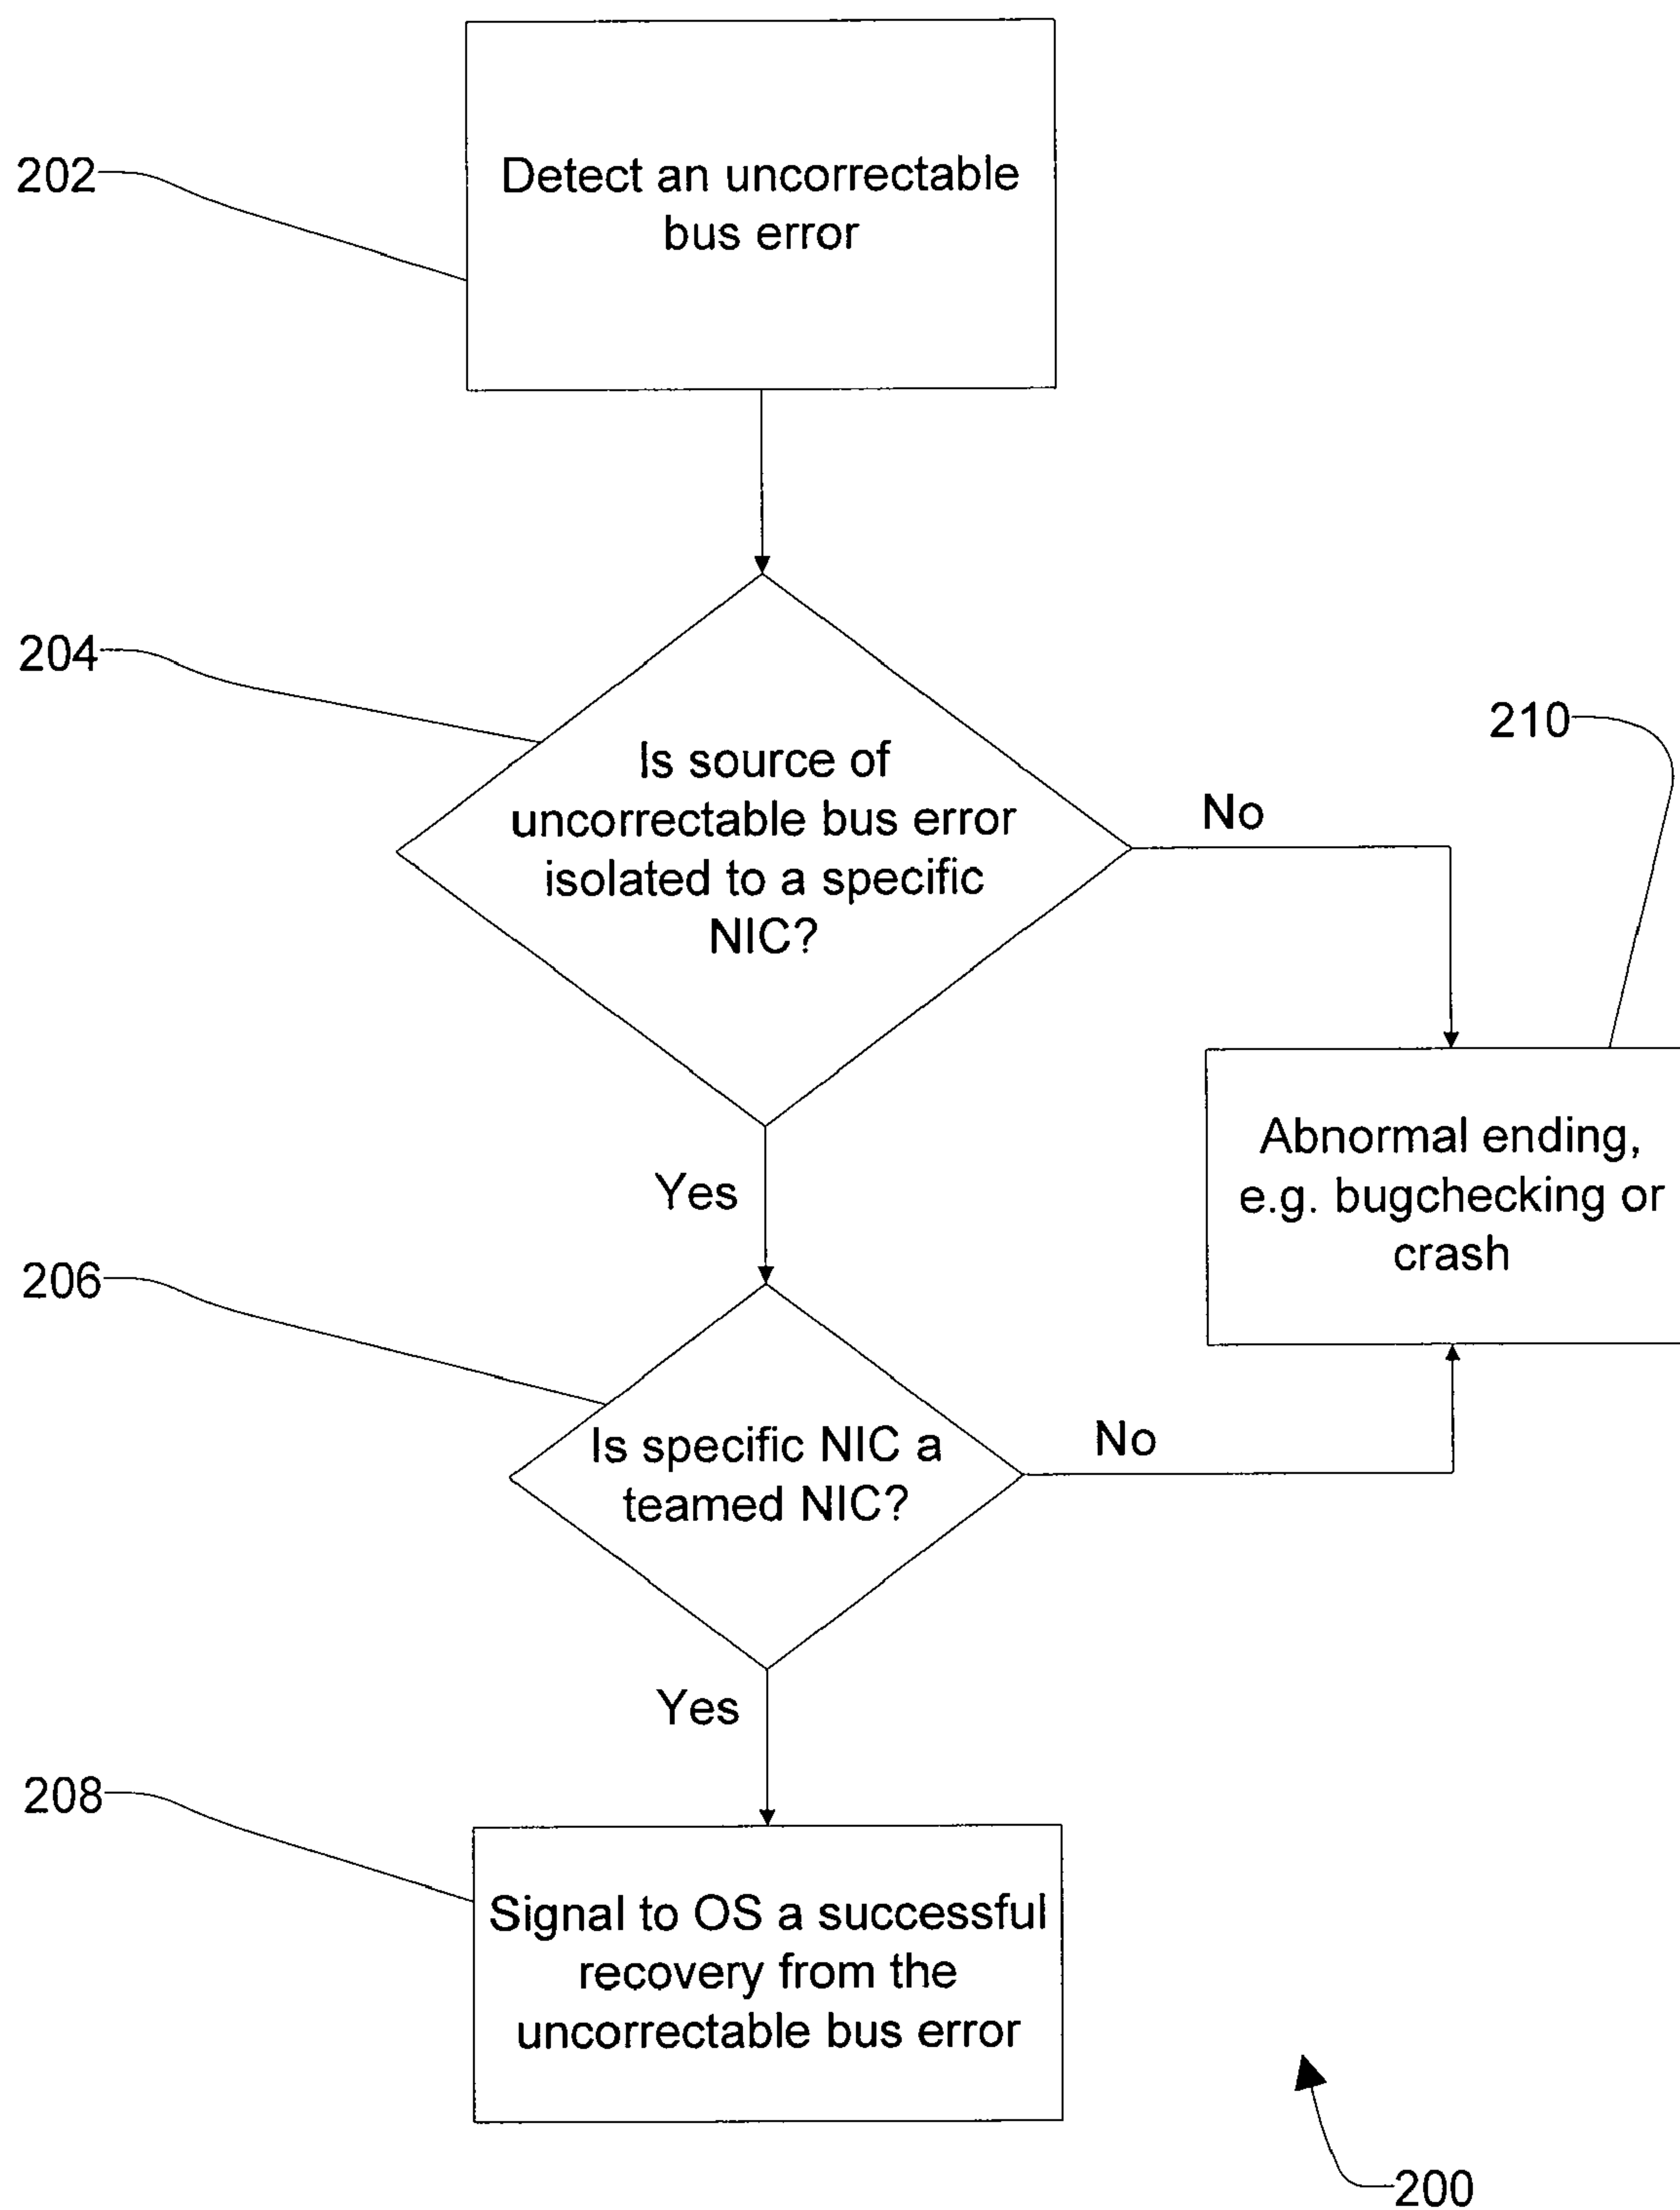 202
Detect an uncorrectable
bus error
204
Is source of
uncorrectable bus error
isolated to a specific
NIC?
No
210
Yes
Abnormal ending,
e.g. bugchecking or
crash
206
Is specific NIC a
teamed NIC?
No
Yes
208
Signal to OS a successful
recovery from the
uncorrectable bus error
200